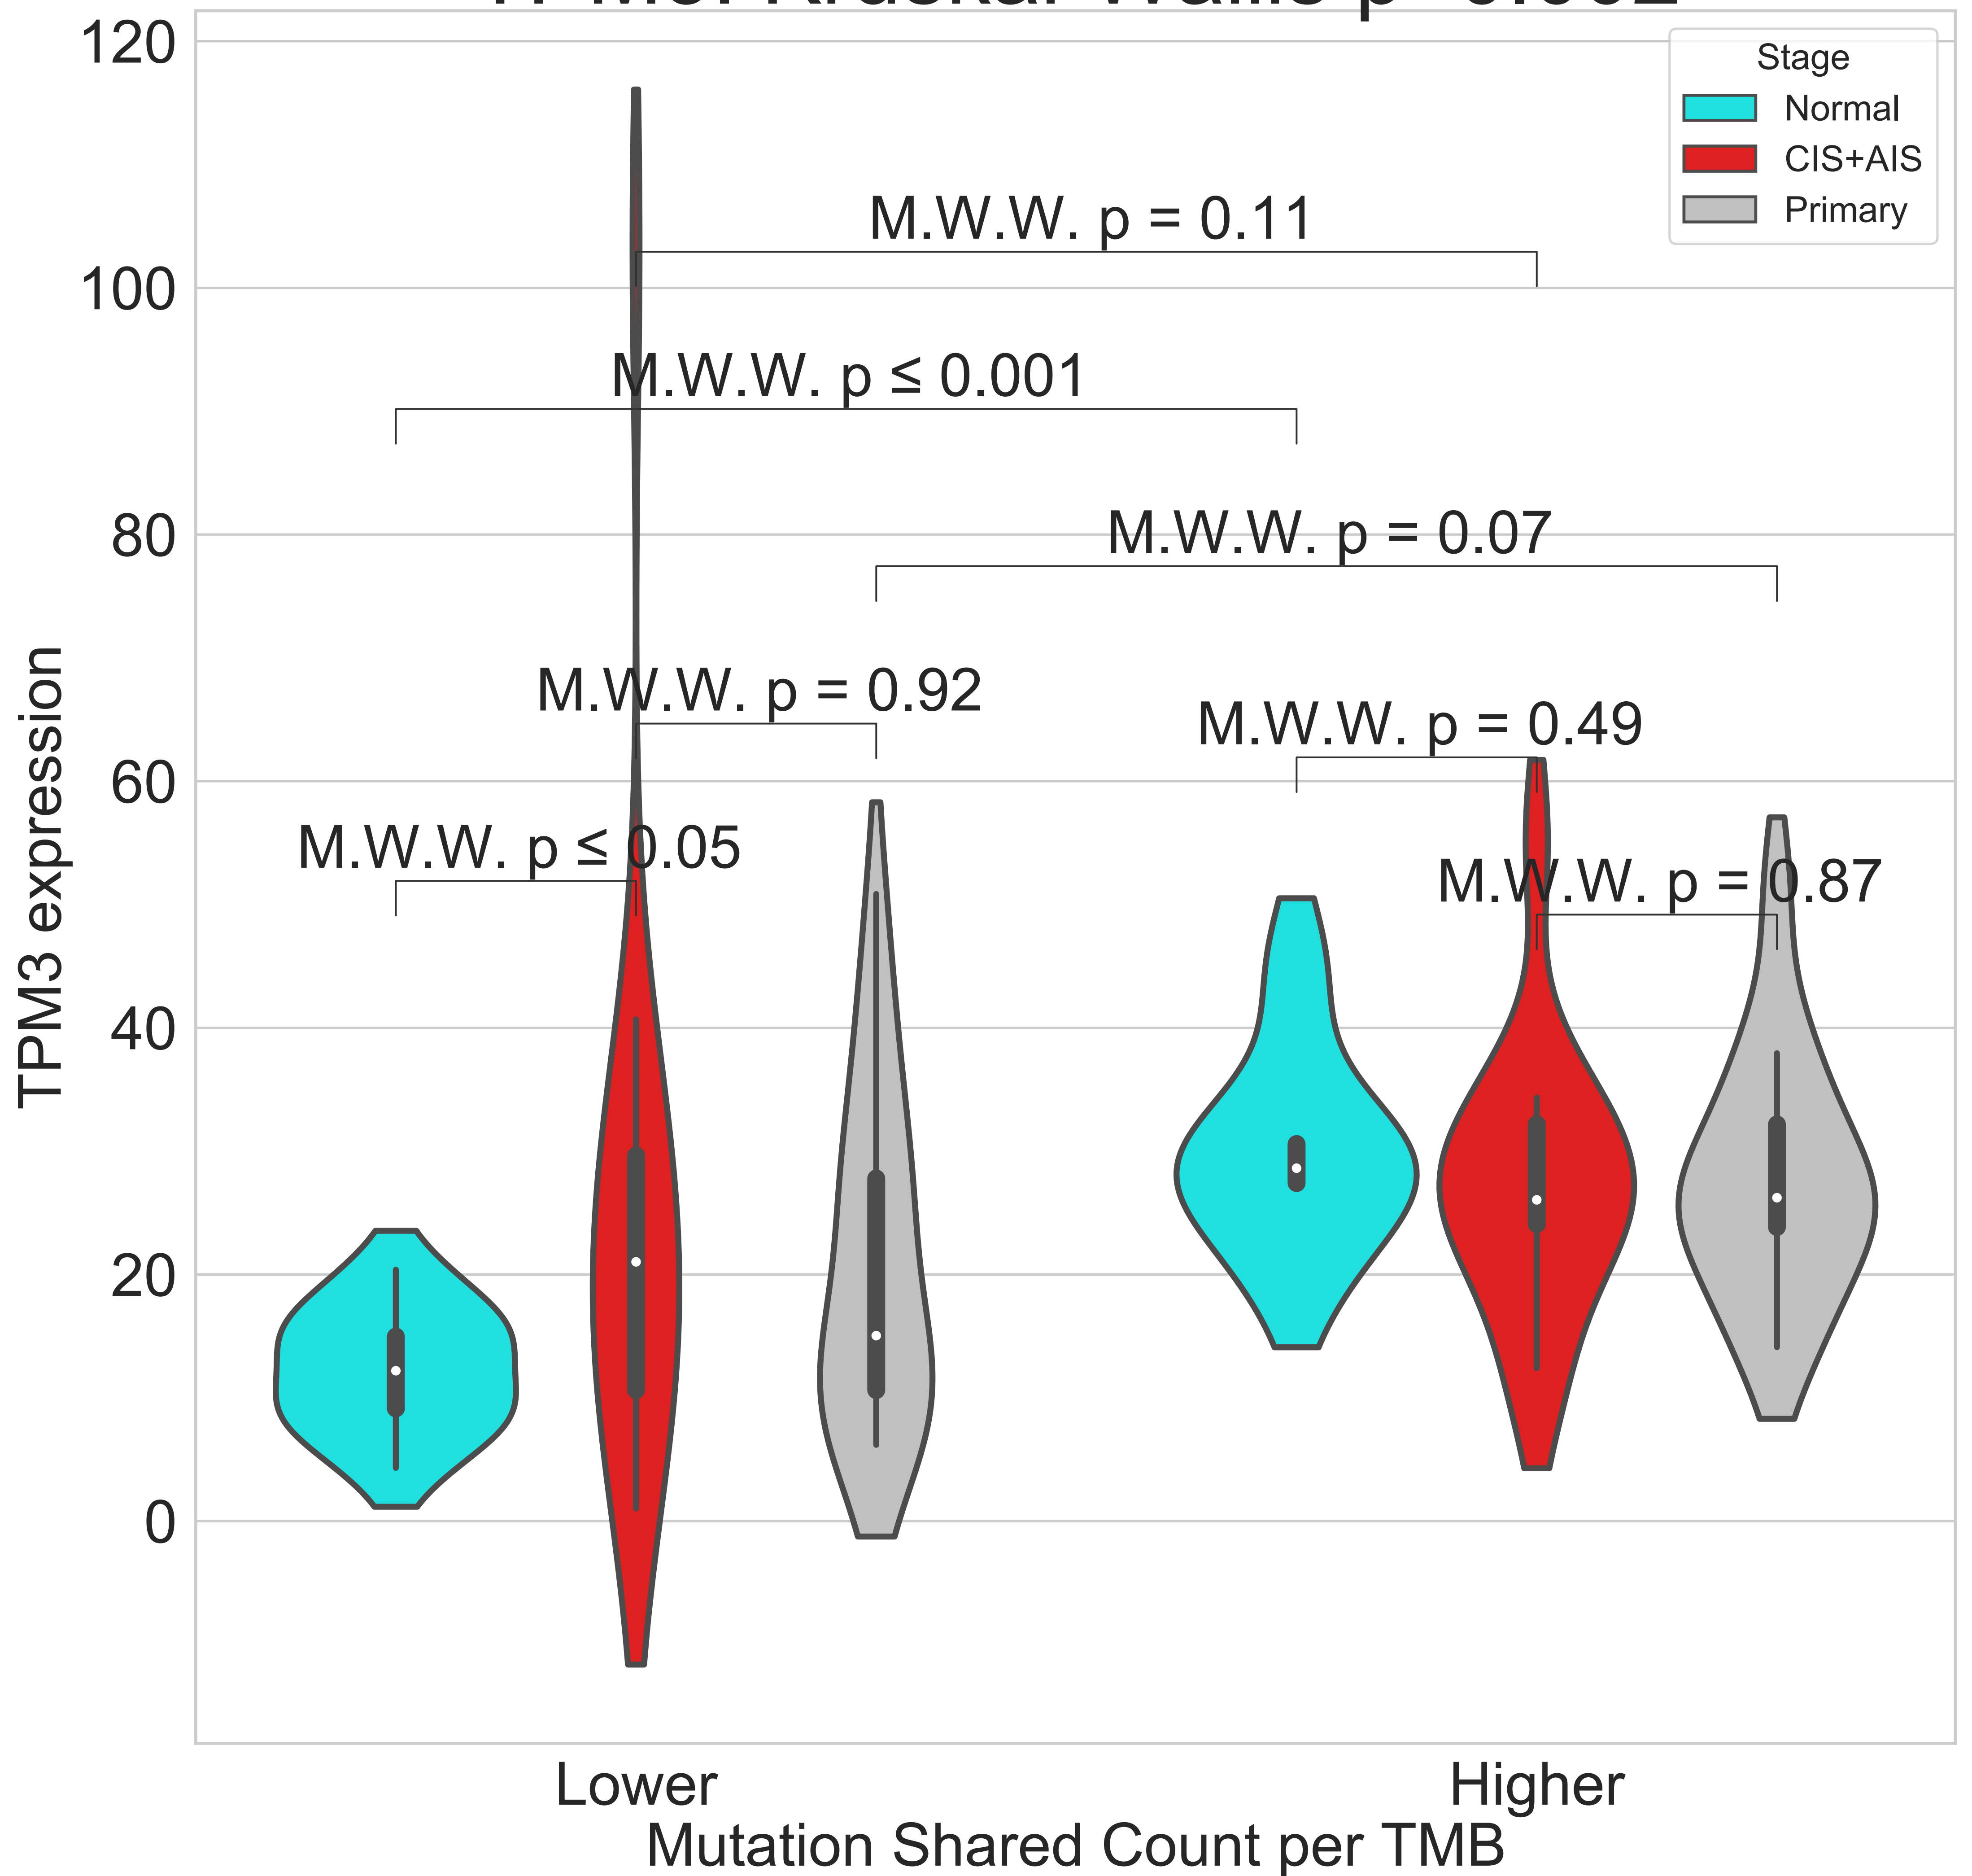 120
Stage
Normal
CIS+AIS
Primary
M.W.W. p = 0.11
100
M.W.W. p ≤ 0.001
80
M.W.W. p = 0.07
M.W.W. p = 0.92
M.W.W. p = 0.49
60
M.W.W. p ≤ 0.05
M.W.W. p = 0.87
40
20
0
TPM3 expression
Lower
Higher
Mutation Shared Count per TMB